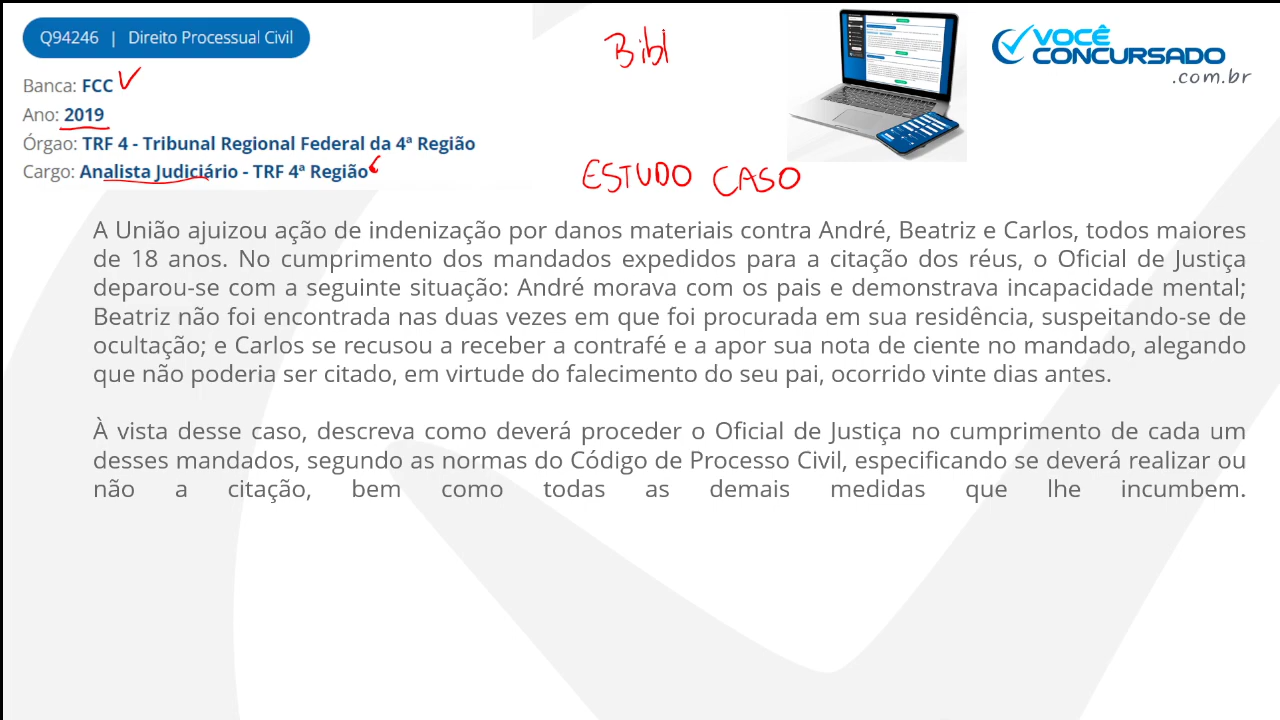 Q94246 | Direito Processual Civil
Bibl
VOCÊ
CONCURSADO
.com.br
Banca: FCC
Ano: 2019
Órgao: TRF 4 - Tribunal Regional Federal da 4ª Região
Cargo: Analista Judiciário - TRF 4ª Região
ESTUDO CASO
A União ajuizou ação de indenização por danos materiais contra André, Beatriz e Carlos, todos maiores
de 18 anos. No cumprimento dos mandados expedidos para a citação dos réus, o Oficial de Justiça
deparou-se com a seguinte situação: André morava com os pais e demonstrava incapacidade mental;
Beatriz não foi encontrada nas duas vezes em que foi procurada em sua residência, suspeitando-se de
ocultação; e Carlos se recusou a receber a contrafé e a apor sua nota de ciente no mandado, alegando
que não poderia ser citado, em virtude do falecimento do seu pai, ocorrido vinte dias antes.
À vista desse caso, descreva como deverá proceder o Oficial de Justiça no cumprimento de cada um
desses mandados, segundo as normas do Código de Processo Civil, especificando se deverá realizar ou
não a citação, bem como todas as demais medidas que lhe incumbem.